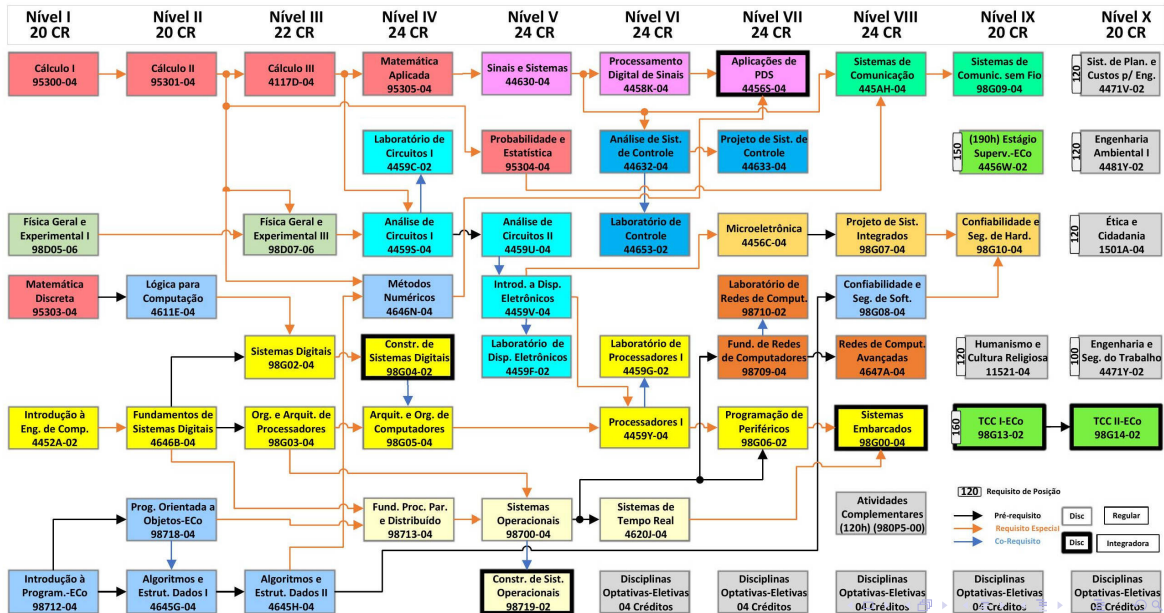 Nível I
20 CR
Nível II
20 CR
Nível III
22 CR
Nível IV
24 CR
Nível V
24 CR
Nível VI
24 CR
Nível VII
24 CR
Nível VIII
24 CR
Nível IX
20 CR
Nível X
20 CR
Cálculo I
95300-04
Cálculo II
95301-04
Cálculo III
4117D-04
Matemática
Aplicada
95305-04
Sinais e Sistemas
44630-04
Processamento
Digital de Sinais
4458K-04
Aplicações de
PDS
4456S-04
Sistemas de
Comunicação
445AH-04
Sistemas de
Comunic. sem Fio
98G09-04
120
Sist. de Plan. e
Custos p/ Eng.
4471V-02
Laboratório de
Circuitos I
4459C-02
Probabilidade e
Estatística
95304-04
Análise de Sist.
de Controle
44632-04
Projeto de Sist. de
Controle
44633-04
150
(190h) Estágio
Superv.-ECo
4456W-02
120
Engenharia
Ambiental I
4481Y-02
Física Geral e
Experimental I
98D05-06
Física Geral e
Experimental III
98D07-06
Análise de
Circuitos I
4459S-04
Análise de
Circuitos II
4459U-04
Laboratório de
Controle
44653-02
Microeletrônica
4456C-04
Projeto de Sist.
Integrados
98G07-04
Confiabilidade e
Seg. de Hard.
98G10-04
120
Ética e
Cidadania
1501A-04
Matemática
Discreta
95303-04
Lógica para
Computação
4611E-04
Métodos
Numéricos
4646N-04
Introd. a Disp.
Eletrônicos
4459V-04
Laboratório de
Redes de Comput.
98710-02
Confiabilidade e
Seg. de Soft.
98G08-04
Sistemas Digitais
98G02-04
Constr. de
Sistemas Digitais
98G04-02
Laboratório de
Disp. Eletrônicos
4459F-02
Laboratório de
Processadores I
4459G-02
Fund. de Redes
de Computadores
98709-04
Redes de Comput.
Avançadas
4647A-04
120
Humanismo e
Cultura Religiosa
11521-04
100
Engenharia e
Seg. do Trabalho
4471Y-02
Introdução à
Eng. de Comp.
4452A-02
Fundamentos de
Sistemas Digitais
4646B-04
Org. e Arquit. de
Processadores
98G03-04
Arquit. e Org. de
Computadores
98G05-04
Processadores I
4459Y-04
Programação de
Periféricos
98G06-02
Sistemas
Embarcados
98G00-04
160
TCC I-ECo
98G13-02
TCC II-ECo
98G14-02
Prog. Orientada a
Objetos-ECo
98718-04
Fund. Proc. Par.
e Distribuído
98713-04
Sistemas
Operacionais
98700-04
Sistemas de
Tempo Real
4620J-04
Atividades
Complementares
(120h) (980P5-00)
120 Requisito de Posição
Pré-requisito
Requisito Especial
Co-Requisito
Disc
Regular
Disc
Integradora
Introdução à
Program.-ECo
98712-04
Algoritmos e
Estrut. Dados I
4645G-04
Algoritmos e
Estrut. Dados II
4645H-04
Constr. de Sist.
Operacionais
98719-02
Disciplinas
Optativas-Eletivas
04 Créditos
Disciplinas
Optativas-Eletivas
04 Créditos
Disciplinas
Optativas-Eletivas
04 Créditos
Disciplinas
Optativas-Eletivas
04 Créditos
Disciplinas
Optativas-Eletivas
04 Créditos